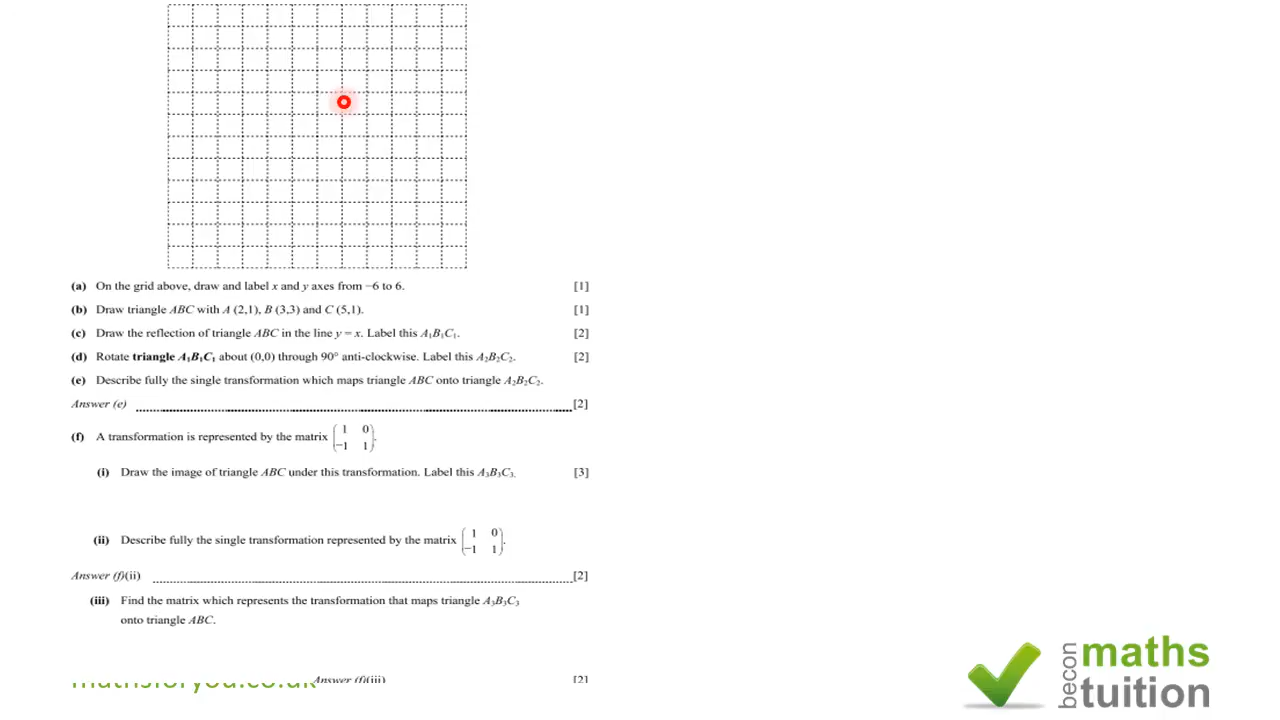 (a) On the grid above, draw and label x and y axes from −6 to 6. [1]
(b) Draw triangle ABC with A (2,1), B (3,3) and C (5,1). [1]
(c) Draw the reflection of triangle ABC in the line y = x. Label this A₁B₁C₁. [2]
(d) Rotate triangle A₁B₁C₁ about (0,0) through 90° anti-clockwise. Label this A₂B₂C₂. [2]
(e) Describe fully the single transformation which maps triangle ABC onto triangle A₂B₂C₂.
Answer (e) [2]
(f) A transformation is represented by the matrix (1 0
−1 1).
(i) Draw the image of triangle ABC under this transformation. Label this A₃B₃C₃. [3]
(ii) Describe fully the single transformation represented by the matrix (1 0
−1 1).
Answer (f)(ii) [2]
(iii) Find the matrix which represents the transformation that maps triangle A₃B₃C₃
onto triangle ABC.
mathsforyou.co.uk Answer (f)(iii) [2]
becon
maths
tuition